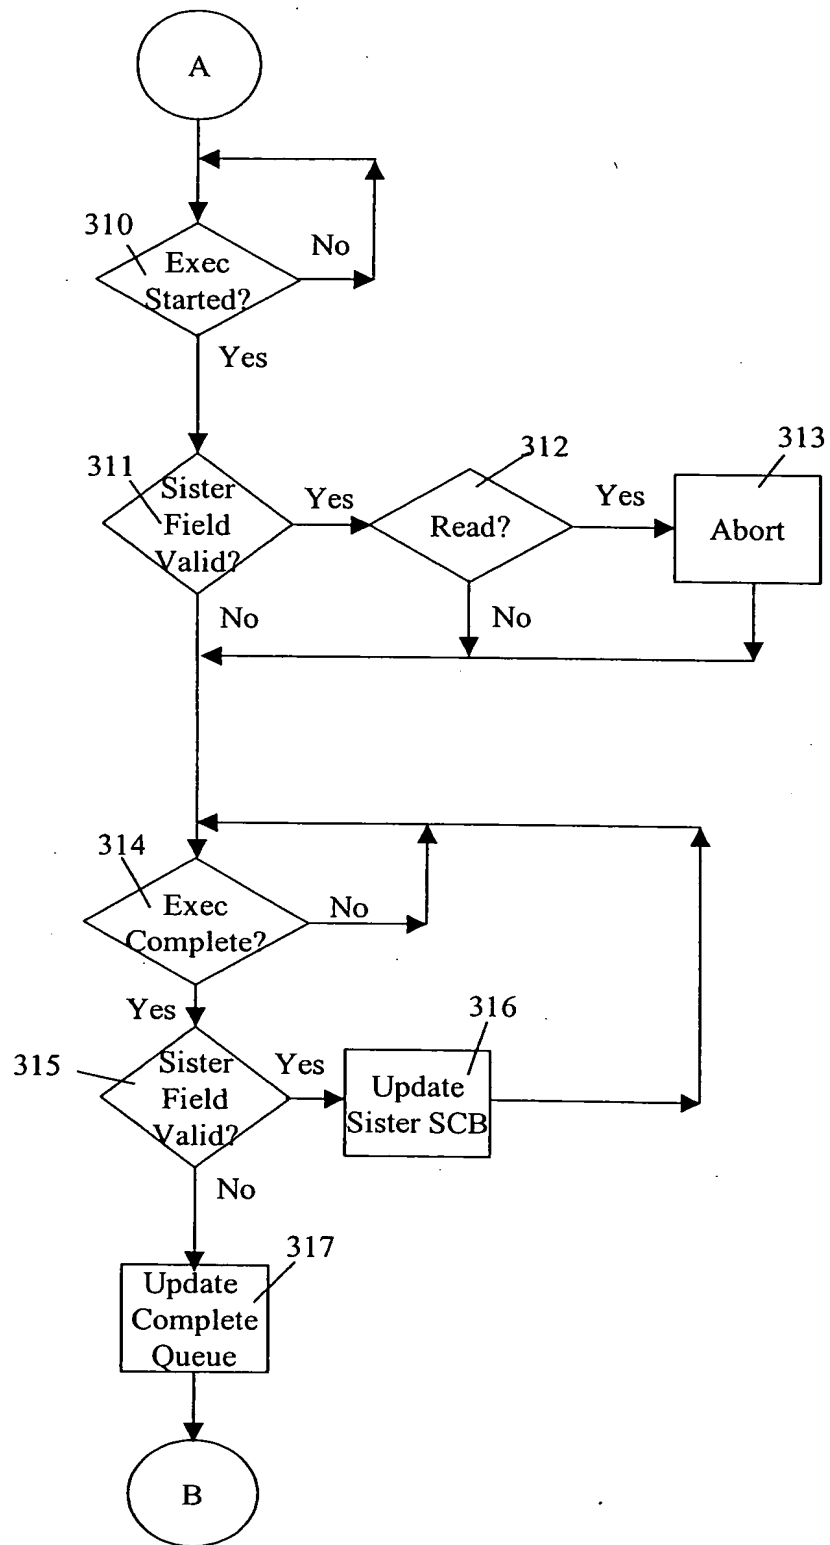 A
310
No
Exec
Started?
Yes
312
313
311
Sister
Field
Valid?
Yes
Read?
Yes
Abort
No
No
314
Exec
Complete?
No
Yes
316
315
Sister
Field
Valid?
Yes
Update
Sister SCB
No
317
Update
Complete
Queue
B